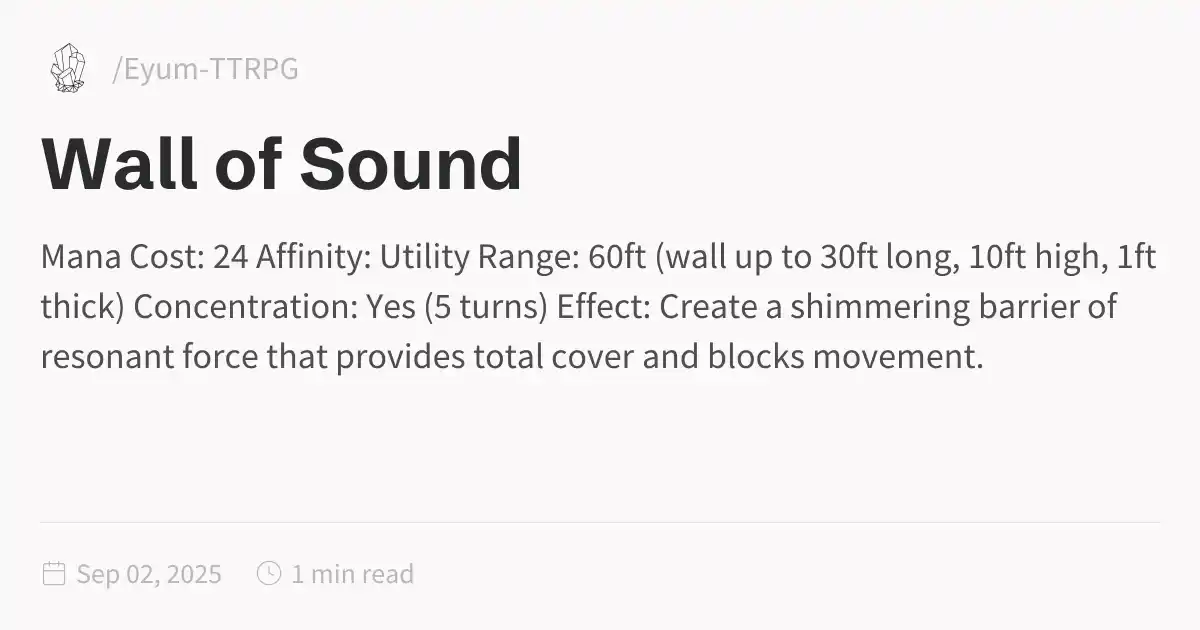 /Eyum-TTRPG
Wall of Sound
Mana Cost: 24 Affinity: Utility Range: 60ft (wall up to 30ft long, 10ft high, 1ft
thick) Concentration: Yes (5 turns) Effect: Create a shimmering barrier of
resonant force that provides total cover and blocks movement.
Sep 02, 2025 1 min read